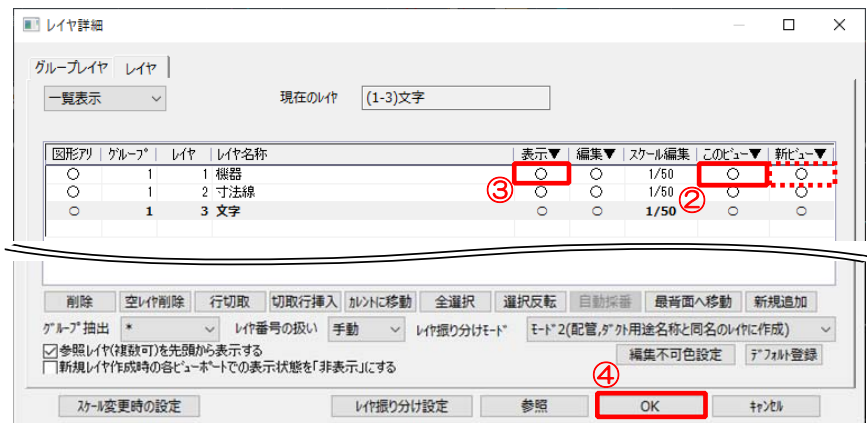 レイヤ詳細
グループレイヤ レイヤ
一覧表示 現在のレイヤ (1-3)文字
図形アリ グループ レイヤ レイヤ名称 表示▼ 編集▼ スケール編集 このビュー▼ 新ビュー▼
○ 1 1 機器 ○ ○ 1/50 ○ ○
○ 1 2 寸法線 ○ ○ 1/50 ○ ○
○ 1 3 文字 ○ ○ 1/50 ○ ○
③
②
削除 空レイヤ削除 行切取 切取行挿入 カレントに移動 全選択 選択反転 自動採番 最背面へ移動 新規追加
グループ抽出 * レイヤ番号の扱い 手動 レイヤ振り分けモード モード2(配管,ダクト用途名称と同名のレイヤに作成)
参照レイヤ(複数可)を先頭から表示する 編集不可色設定 デフォルト登録
新規レイヤ作成時の各ビューポートでの表示状態を「非表示」にする
④
スケール変更時の設定 レイヤ振り分け設定 参照 OK キャンセル